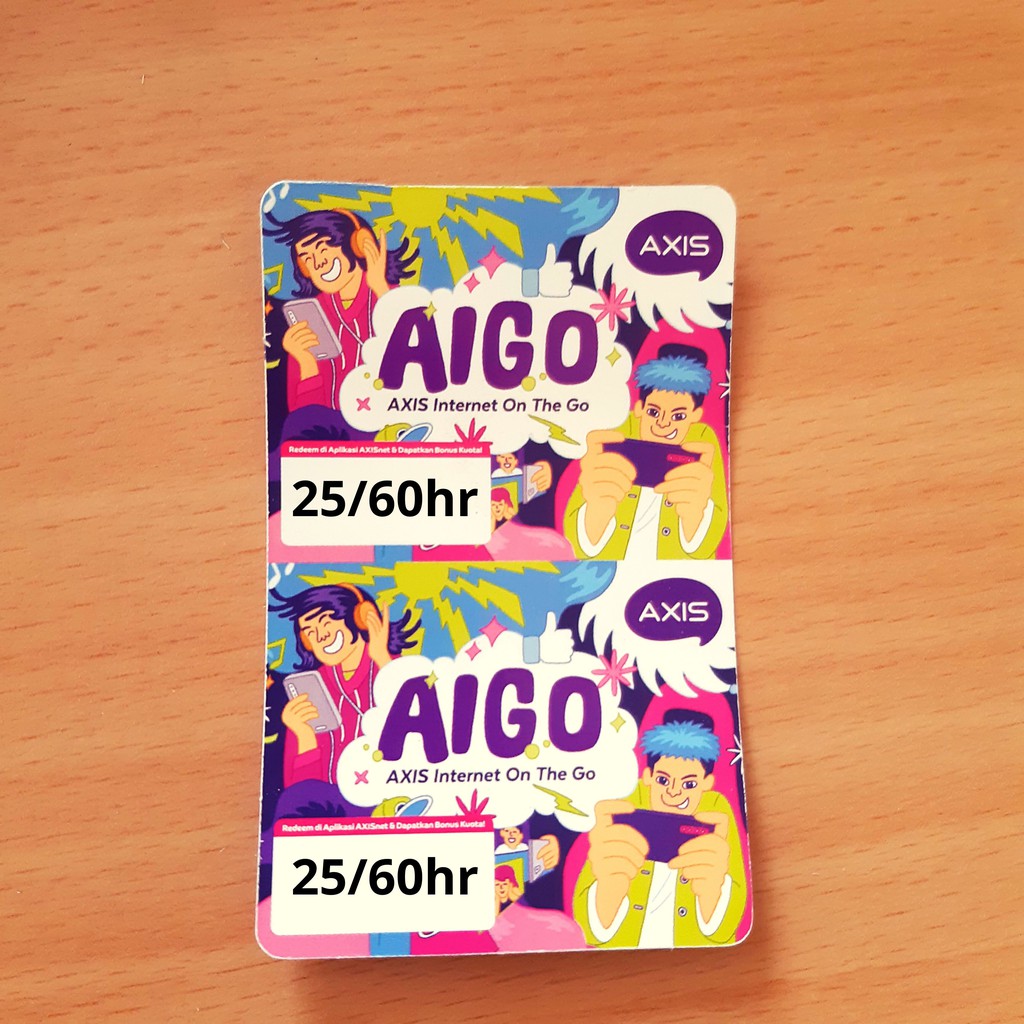 AXIS
AIGO
AXIS Internet On The Go
Redeem di Aplikasi AXISnet & Dapatkan Bonus Kuota!
25/60hr
AXIS
AIGO
AXIS Internet On The Go
Redeem di Aplikasi AXISnet & Dapatkan Bonus Kuota!
25/60hr